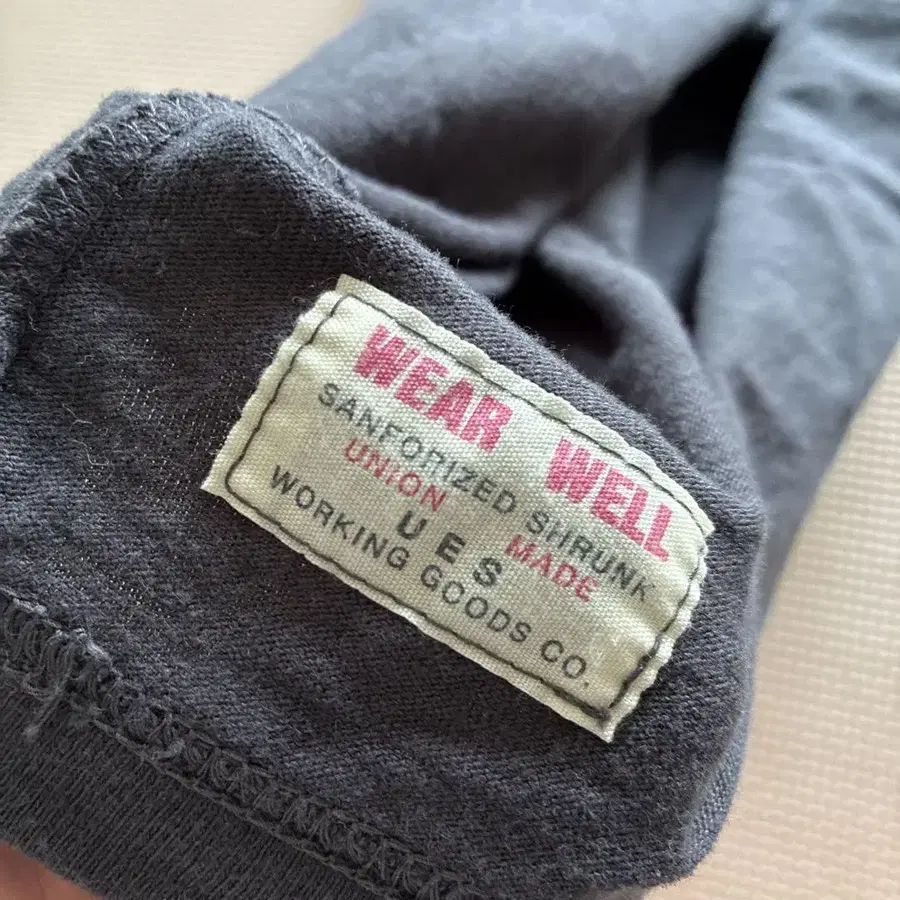 WEAR WELL
SANFORIZED SHRUNK
UNION UES MADE
WORKING GOODS CO.